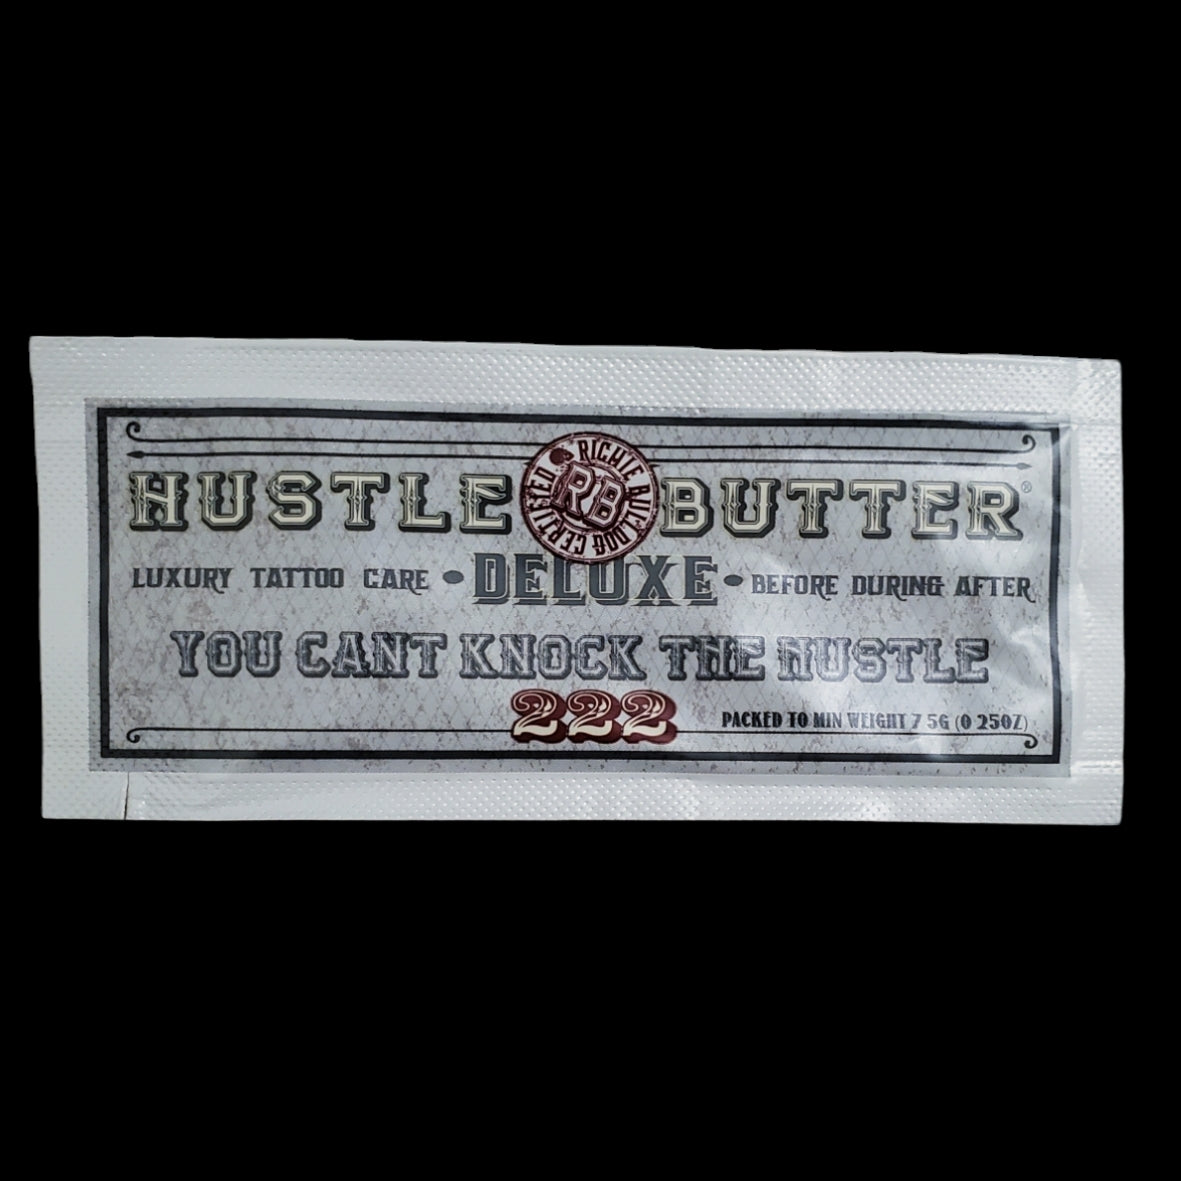 HUSTLE BUTTER®
RICHIE BULLDOG CERTIFIED
RB
LUXURY TATTOO CARE • DELUXE • BEFORE DURING AFTER
YOU CANT KNOCK THE HUSTLE
222
PACKED TO MIN WEIGHT 7 5G (0 25OZ)